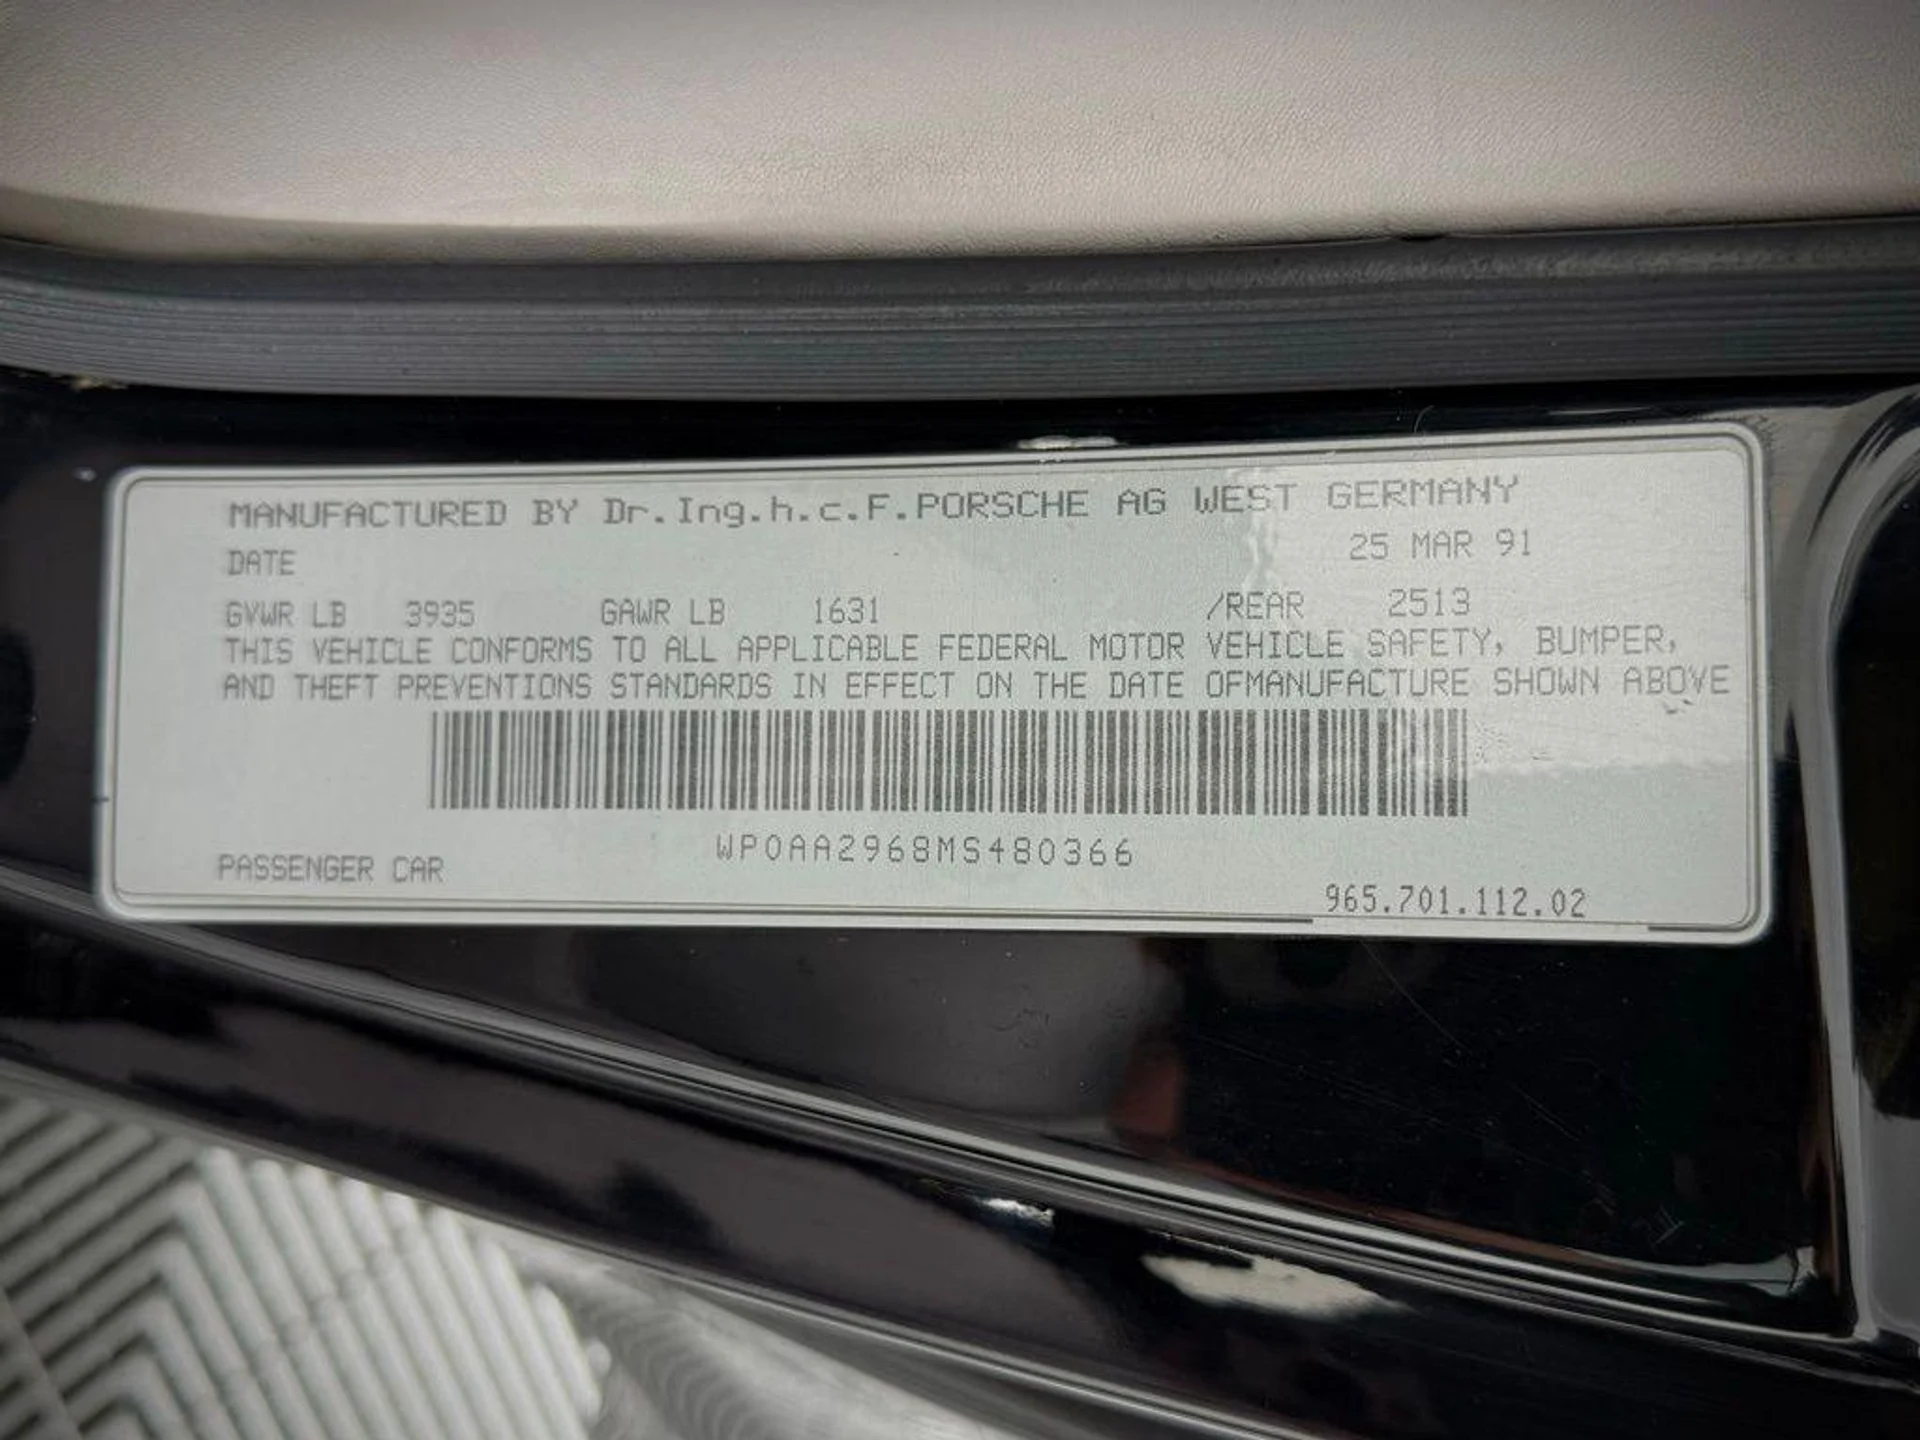 MANUFACTURED BY Dr.Ing.h.c.F.PORSCHE AG WEST GERMANY
DATE 25 MAR 91
GVWR LB 3935 GAWR LB 1631 /REAR 2513
THIS VEHICLE CONFORMS TO ALL APPLICABLE FEDERAL MOTOR VEHICLE SAFETY, BUMPER,
AND THEFT PREVENTIONS STANDARDS IN EFFECT ON THE DATE OFMANUFACTURE SHOWN ABOVE
WP0AA2968MS480366
PASSENGER CAR
965.701.112.02